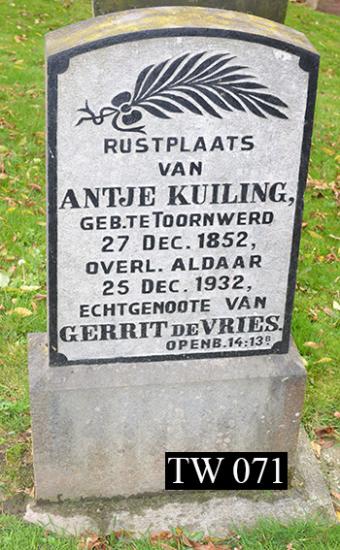 RUSTPLAATS
VAN
ANTJE KUILING,
GEB. TE TOORNWERD
27 DEC. 1852,
OVERL. ALDAAR
25 DEC. 1932,
ECHTGENOOTE VAN
GERRIT DE VRIES.
OPENB. 14:13B
TW 071